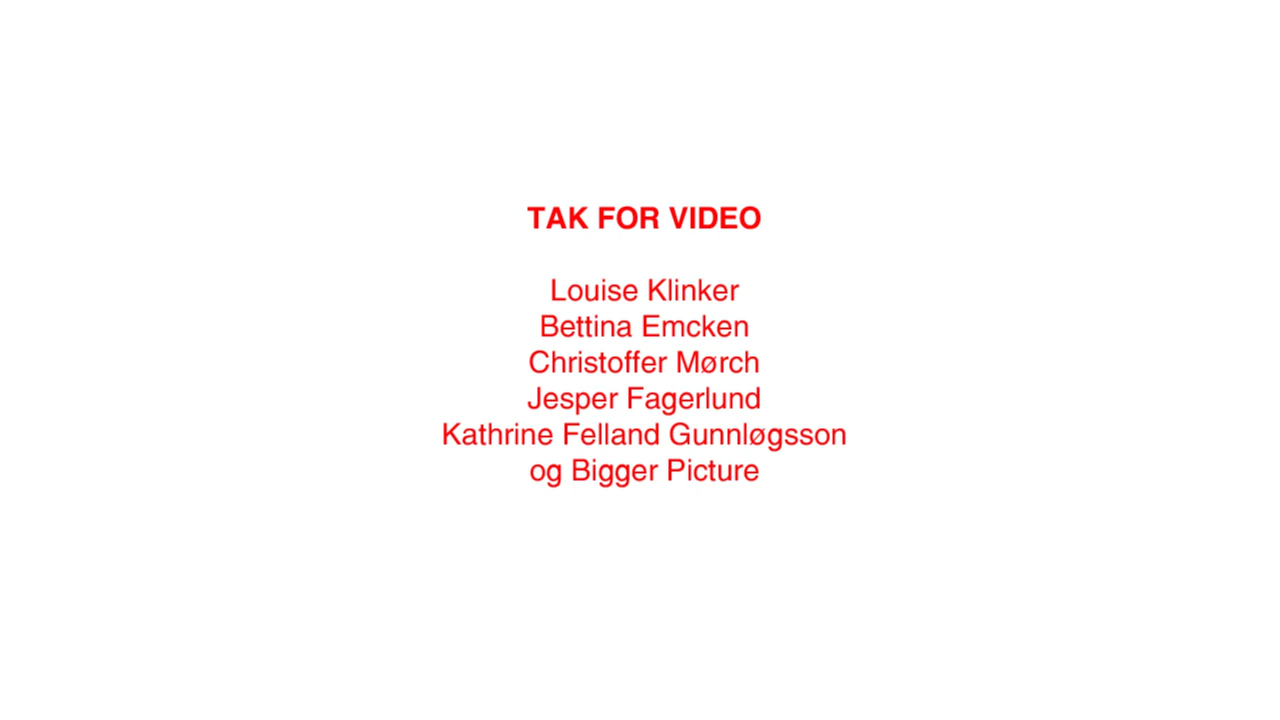 TAK FOR VIDEO
Louise Klinker
Bettina Emcken
Christoffer Mørch
Jesper Fagerlund
Kathrine Felland Gunnløgsson
og Bigger Picture